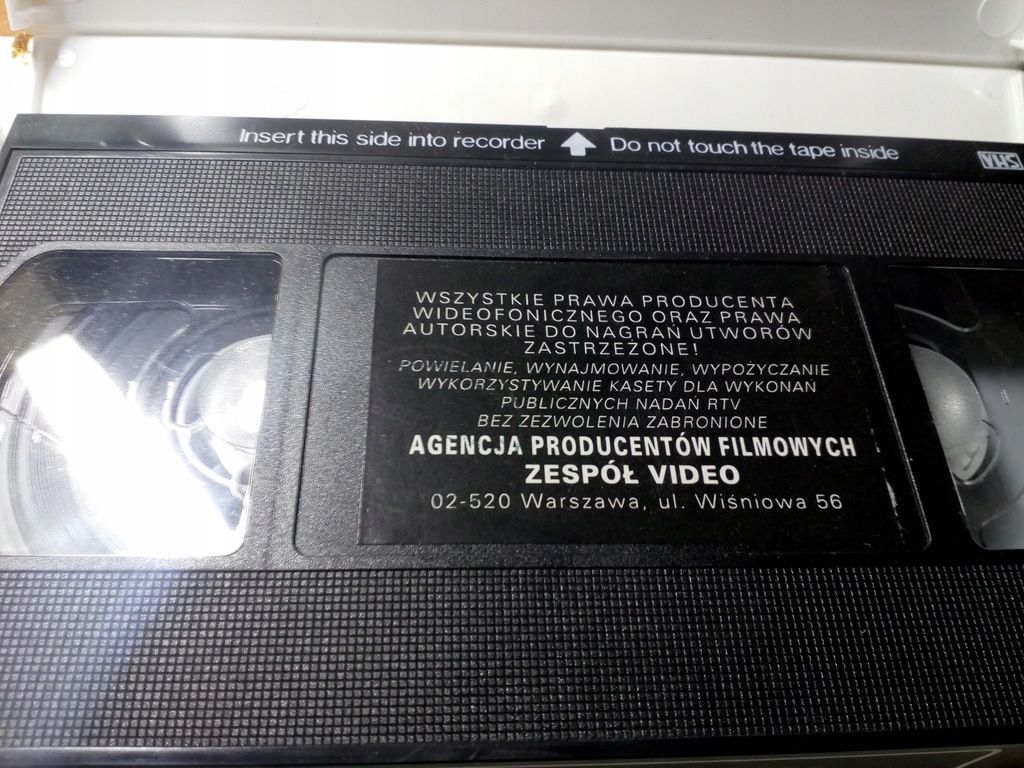 Insert this side into recorder Do not touch the tape inside
VHS
WSZYSTKIE PRAWA PRODUCENTA
WIDEOFONICZNEGO ORAZ PRAWA
AUTORSKIE DO NAGRAŃ UTWORÓW
ZASTRZEŻONE!
POWIELANIE, WYNAJMOWANIE, WYPOŻYCZANIE
WYKORZYSTYWANIE KASETY DLA WYKONAŃ
PUBLICZNYCH NADAŃ RTV
BEZ ZEZWOLENIA ZABRONIONE
AGENCJA PRODUCENTÓW FILMOWYCH
ZESPÓŁ VIDEO
02-520 Warszawa, ul. Wiśniowa 56